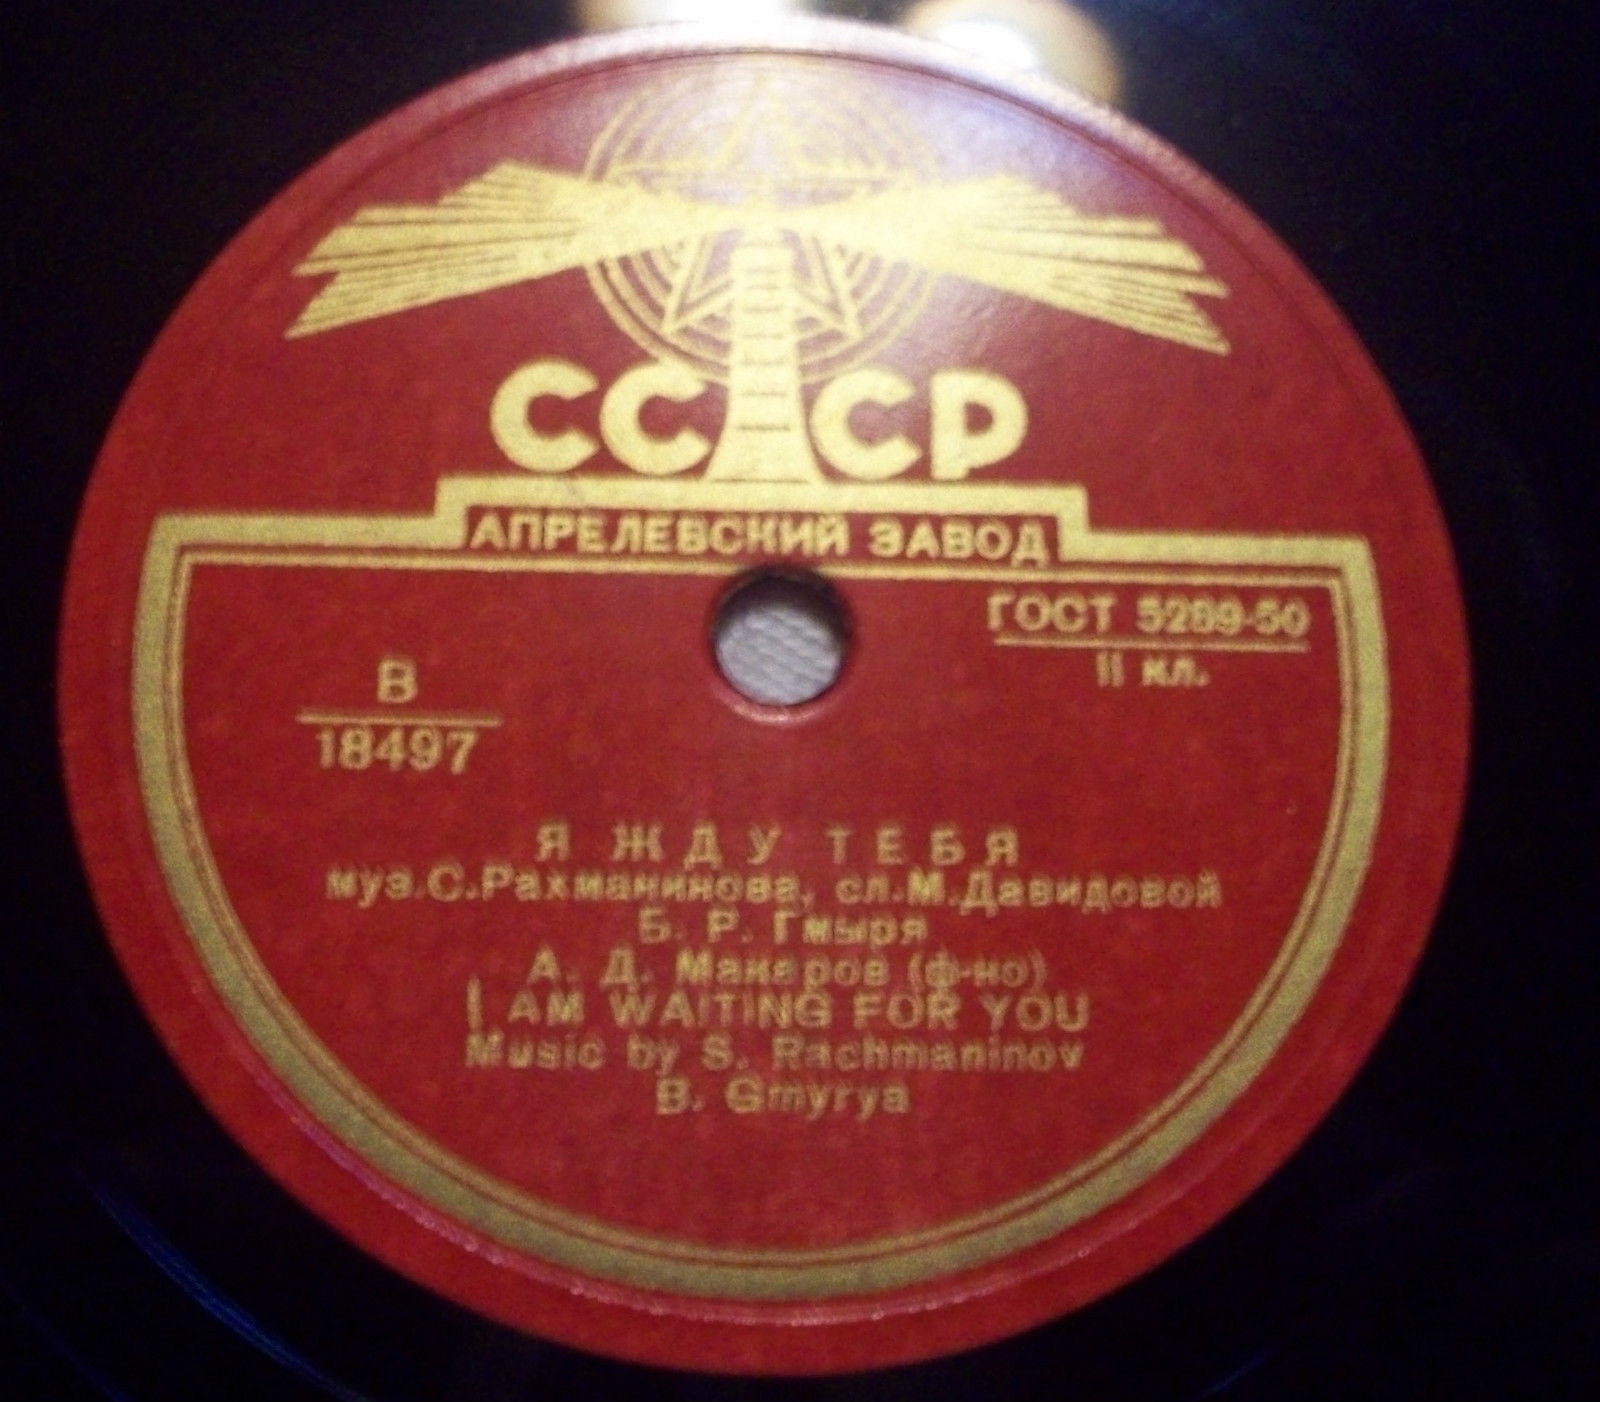 СССР
АПРЕЛЕВСКИЙ ЗАВОД
ГОСТ 5289-50
II кл.
В
18497
Я ЖДУ ТЕБЯ
муз.С.Рахманинова, сл.М.Давидовой
Б. Р. Гмыря
А. Д. Макаров (ф-но)
I AM WAITING FOR YOU
Music by S. Rachmaninov
B. Gmyrya